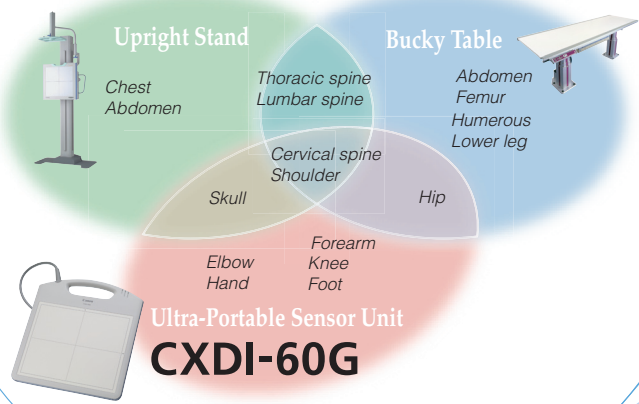 Upright Stand
Bucky Table
Chest
Abdomen
Thoracic spine
Lumbar spine
Abdomen
Femur
Humerous
Lower leg
Cervical spine
Shoulder
Skull
Hip
Elbow
Hand
Forearm
Knee
Foot
Ultra-Portable Sensor Unit
CXDI-60G